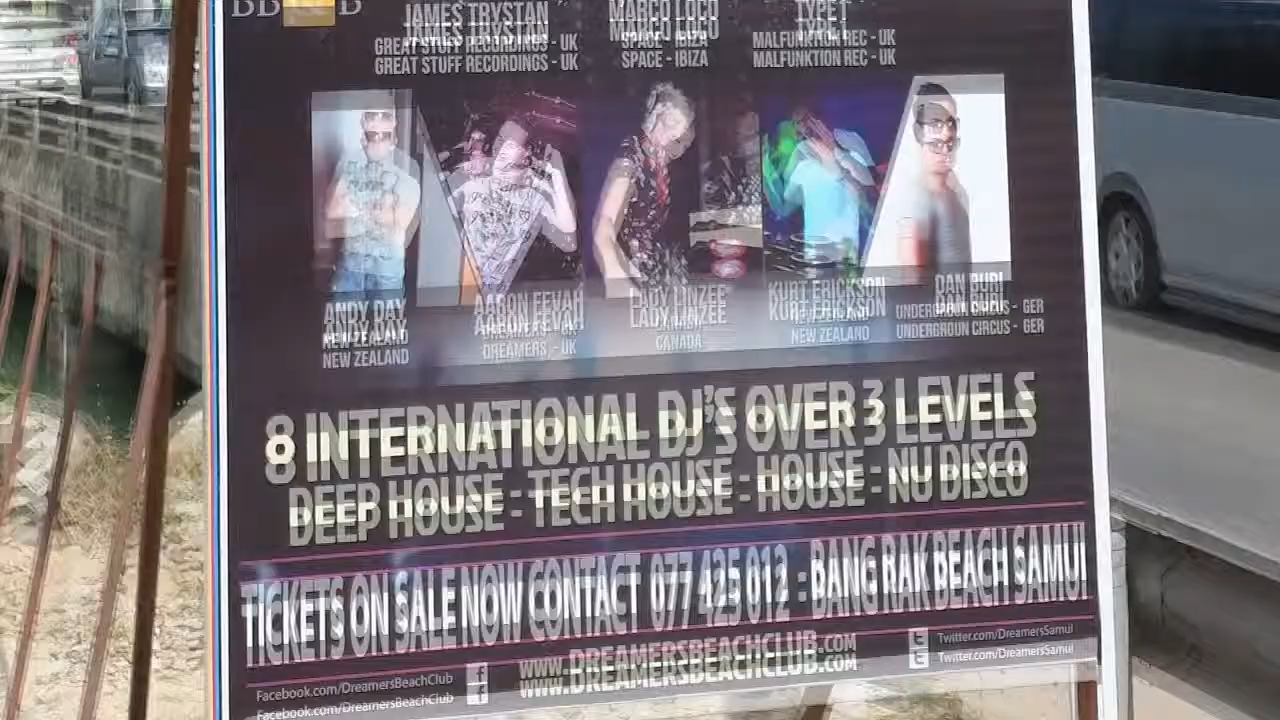 JAMES TRYSTAN MARCO LOCO TYPE1
GREAT STUFF RECORDINGS - UK SPACE - IBIZA MALFUNKTION REC - UK
ANDY DAY AARON FEVAH LADY LINZEE KURT ERICKSON DAN BURI
NEW ZEALAND DREAMERS - UK CANADA NEW ZEALAND UNDERGROUN CIRCUS - GER
8 INTERNATIONAL DJ'S OVER 3 LEVELS
DEEP HOUSE - TECH HOUSE - HOUSE - NU DISCO
TICKETS ON SALE NOW CONTACT 077 425 012 : BANG RAK BEACH SAMUI
Facebook.com/DreamersBeachClub WWW.DREAMERSBEACHCLUB.COM Twitter.com/DreamersSamui